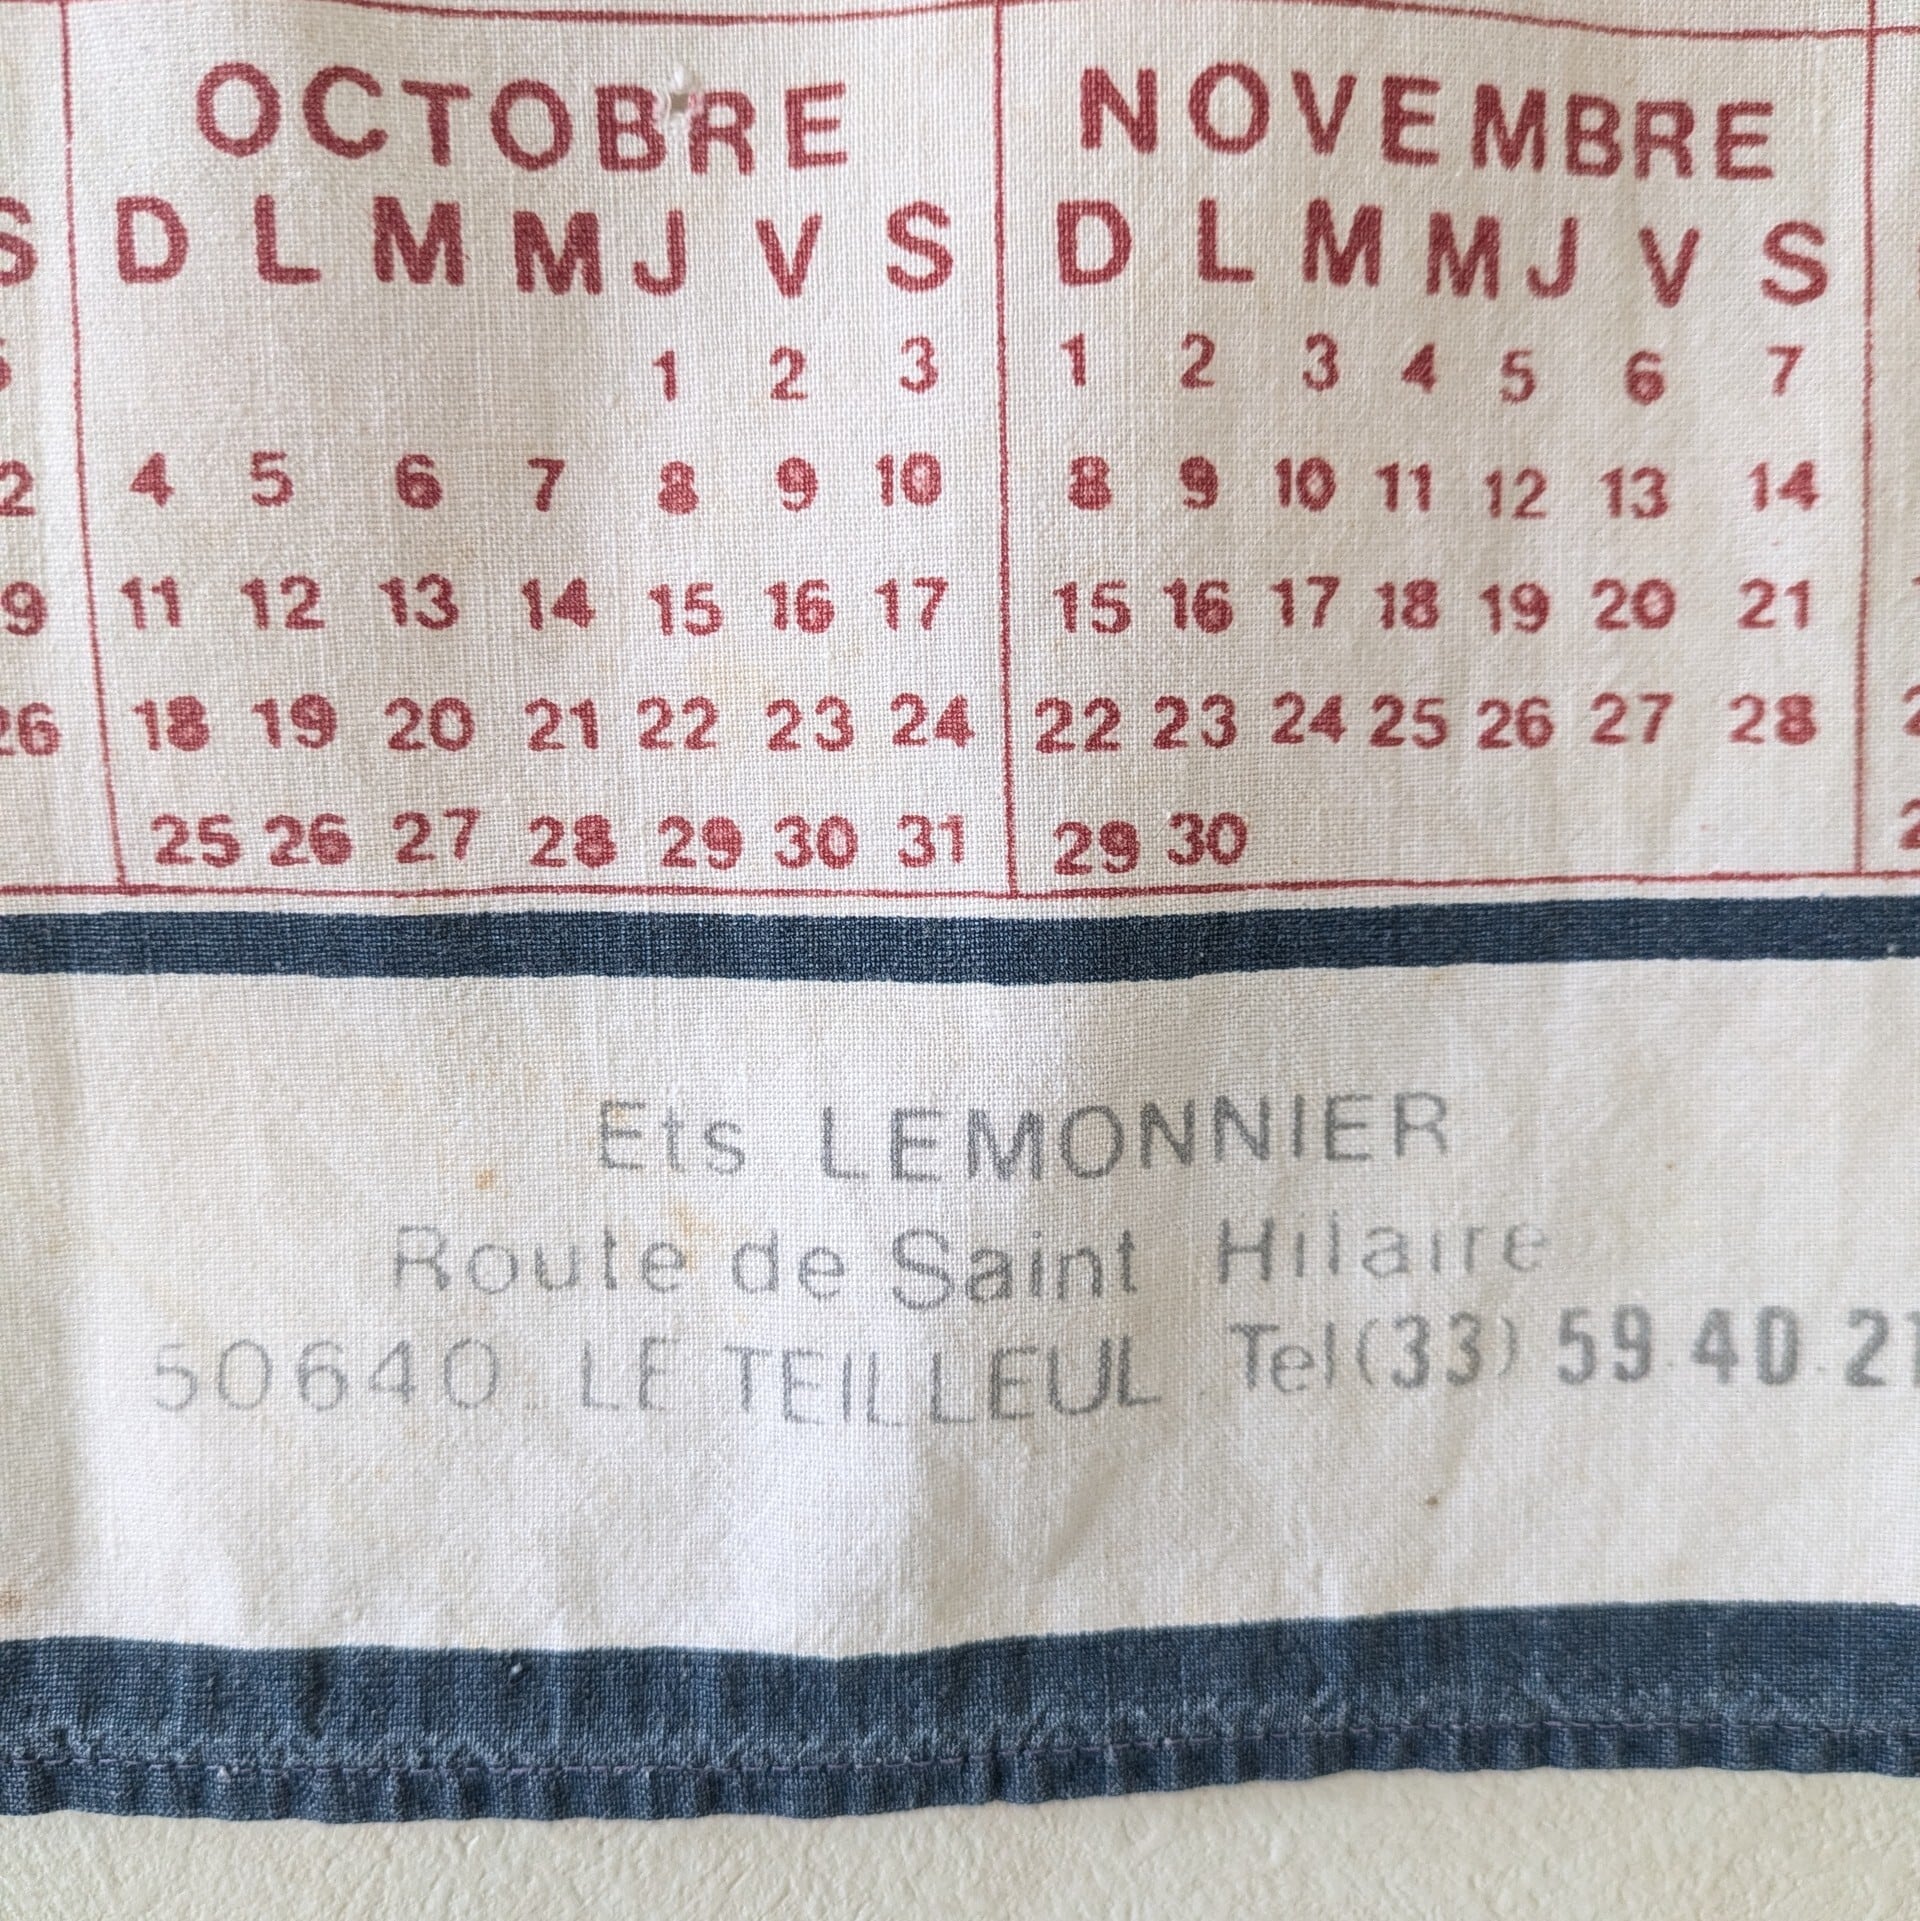 OCTOBRE NOVEMBRE
S D L M M J V S D L M M J V S
1 2 3 1 2 3 4 5 6 7
4 5 6 7 8 9 10 8 9 10 11 12 13 14
11 12 13 14 15 16 17 15 16 17 18 19 20 21
26 18 19 20 21 22 23 24 22 23 24 25 26 27 28
25 26 27 28 29 30 31 29 30
Ets LEMONNIER
Route de Saint Hilaire
50640 LE TEILLEUL Tel (33) 59.40.21